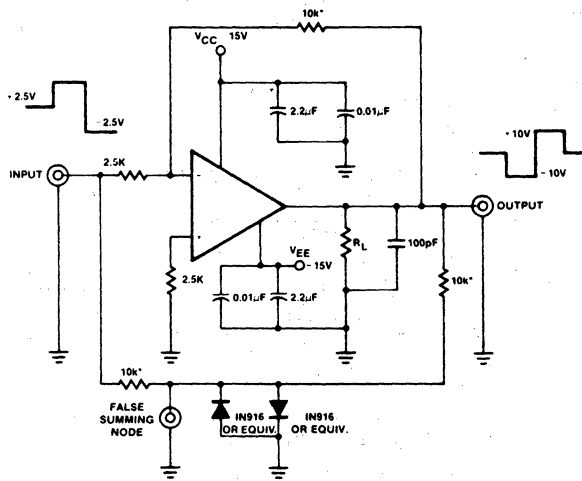 10k*
VCC 15V
+2.5V
-2.5V
2.2μF
0.01μF
+
+10V
-10V
INPUT
2.5K
-
+
OUTPUT
RL
100pF
VEE
-15V
2.5K
0.01μF
2.2μF
10k*
10k*
FALSE
SUMMING
NODE
IN916
OR EQUIV.
IN916
OR EQUIV.